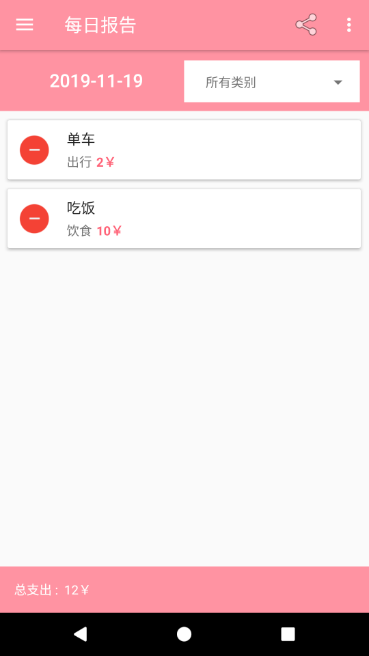 每日报告
2019-11-19
所有类别
单车
出行 2¥
吃饭
饮食 10¥
总支出 : 12¥